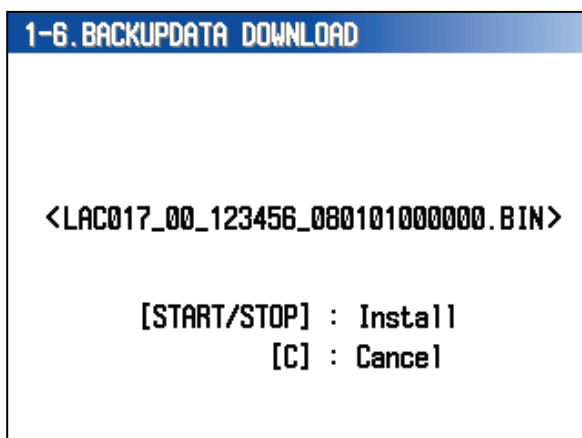 1-6.BACKUPDATA DOWNLOAD
<LAC017_00_123456_080101000000.BIN>
[START/STOP] : Install
[C] : Cancel